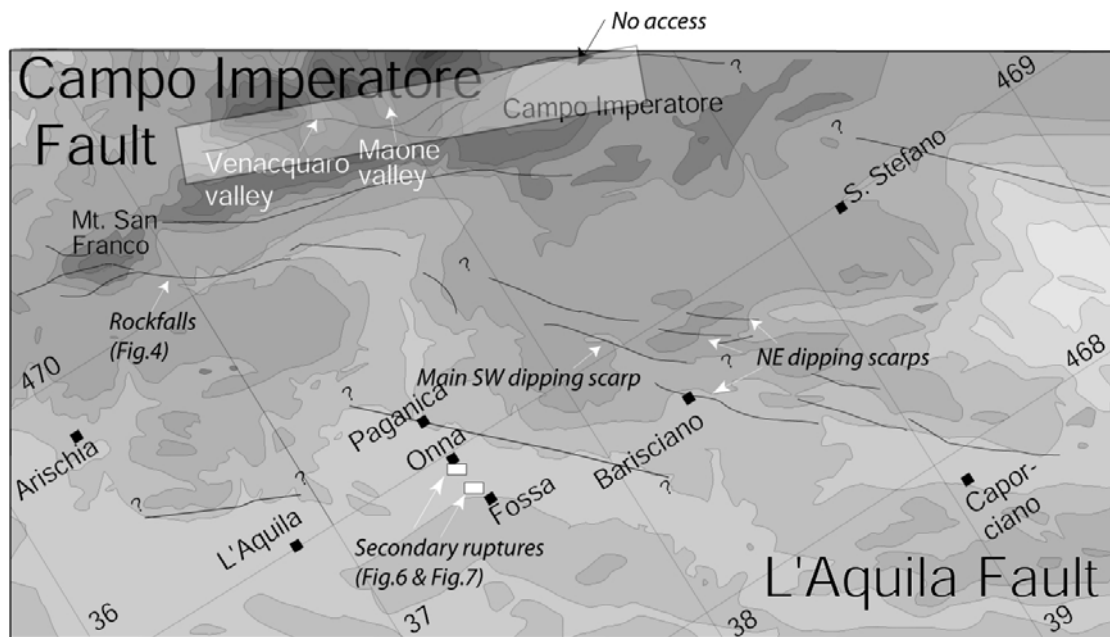 No access
Campo Imperatore
Fault
469
Campo Imperatore
?
?
Venacquaro
valley
Maone
valley
S. Stefano
Mt. San
Franco
?
Rockfalls
(Fig.4)
NE dipping scarps
468
470
Main SW dipping scarp
?
?
Paganica
Arischia
Onna
Barisciano
?
?
?
Fossa
Capor-
ciano
L'Aquila
Secondary ruptures
(Fig.6 & Fig.7)
L'Aquila Fault
36
37
38
39